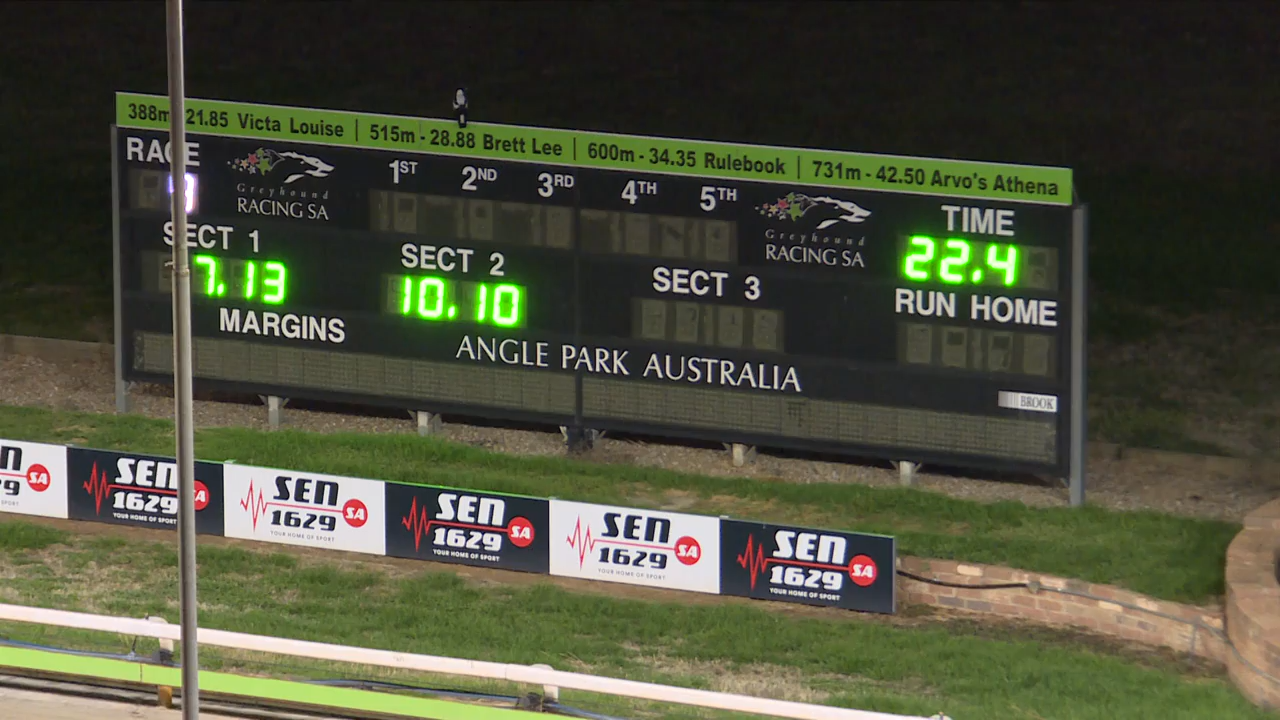 388m 21.85 Victa Louise | 515m - 28.88 Brett Lee | 600m - 34.35 Rulebook | 731m - 42.50 Arvo's Athena
RACE
Greyhound
RACING SA
1ST 2ND 3RD 4TH 5TH
Greyhound
RACING SA
TIME
22.4
SECT 1
7.13
SECT 2
10.10
SECT 3
RUN HOME
MARGINS
ANGLE PARK AUSTRALIA
BROOK
SA
SEN
1629 SA
YOUR HOME OF SPORT
SEN
1629 SA
YOUR HOME OF SPORT
SEN
1629 SA
YOUR HOME OF SPORT
SEN
1629 SA
YOUR HOME OF SPORT
SEN
1629 SA
YOUR HOME OF SPORT